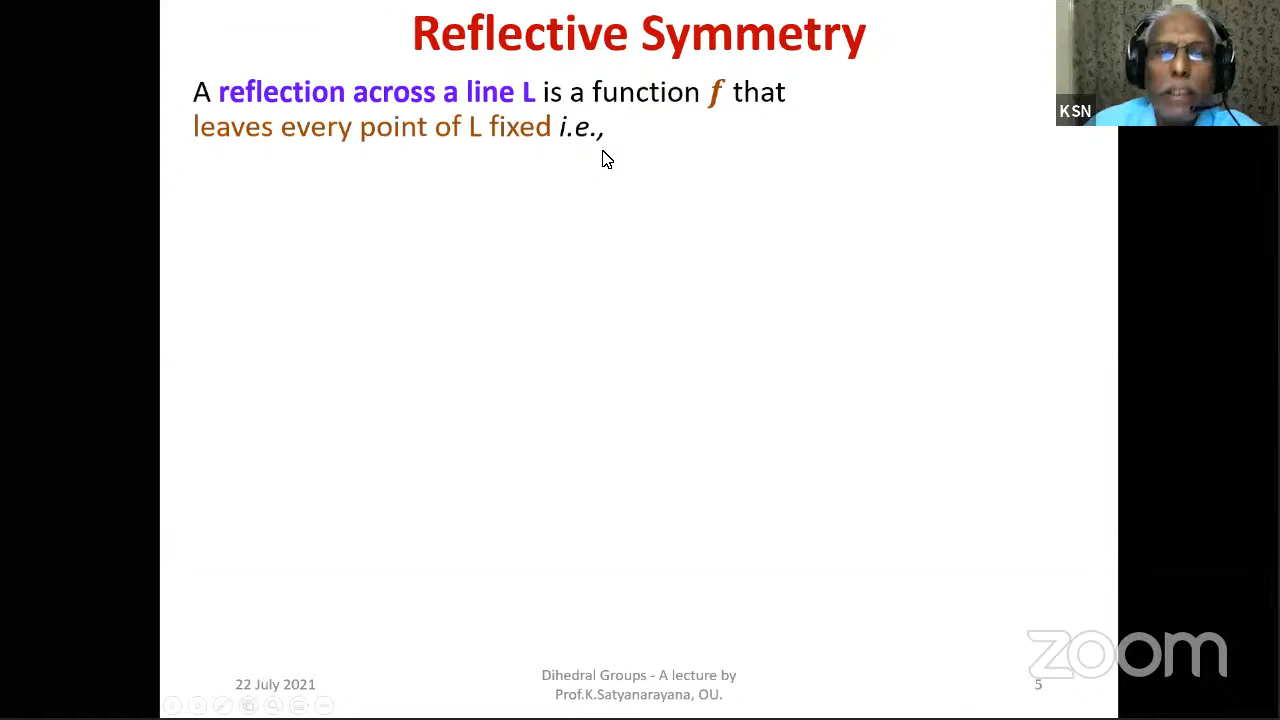 Reflective Symmetry
A reflection across a line L is a function f that
leaves every point of L fixed i.e.,
KSN
zoom
22 July 2021
Dihedral Groups - A lecture by
Prof.K.Satyanarayana, OU.
5